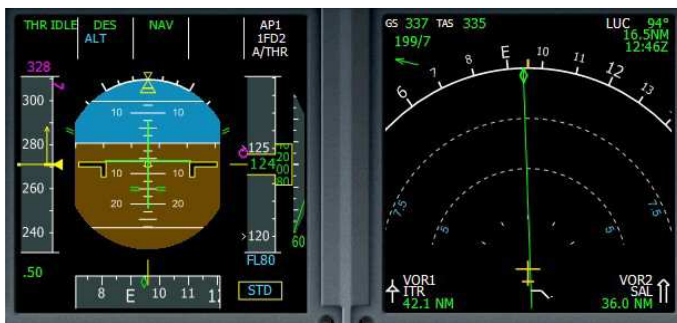 THR IDLE DES NAV AP1
ALT 1FD2
A/THR
328
300
280
260
240
.50
10 10
10 10
20 20
125
124
20
00
80
120
60
FL80
STD
8 E 10 11
GS 337 TAS 335
199/7
LUC 94°
16.5NM
12:46Z
6 7 8 E 10 11 12 13
7.5 7.5
5 5
VOR1
ITR
42.1 NM
VOR2
SAL
36.0 NM